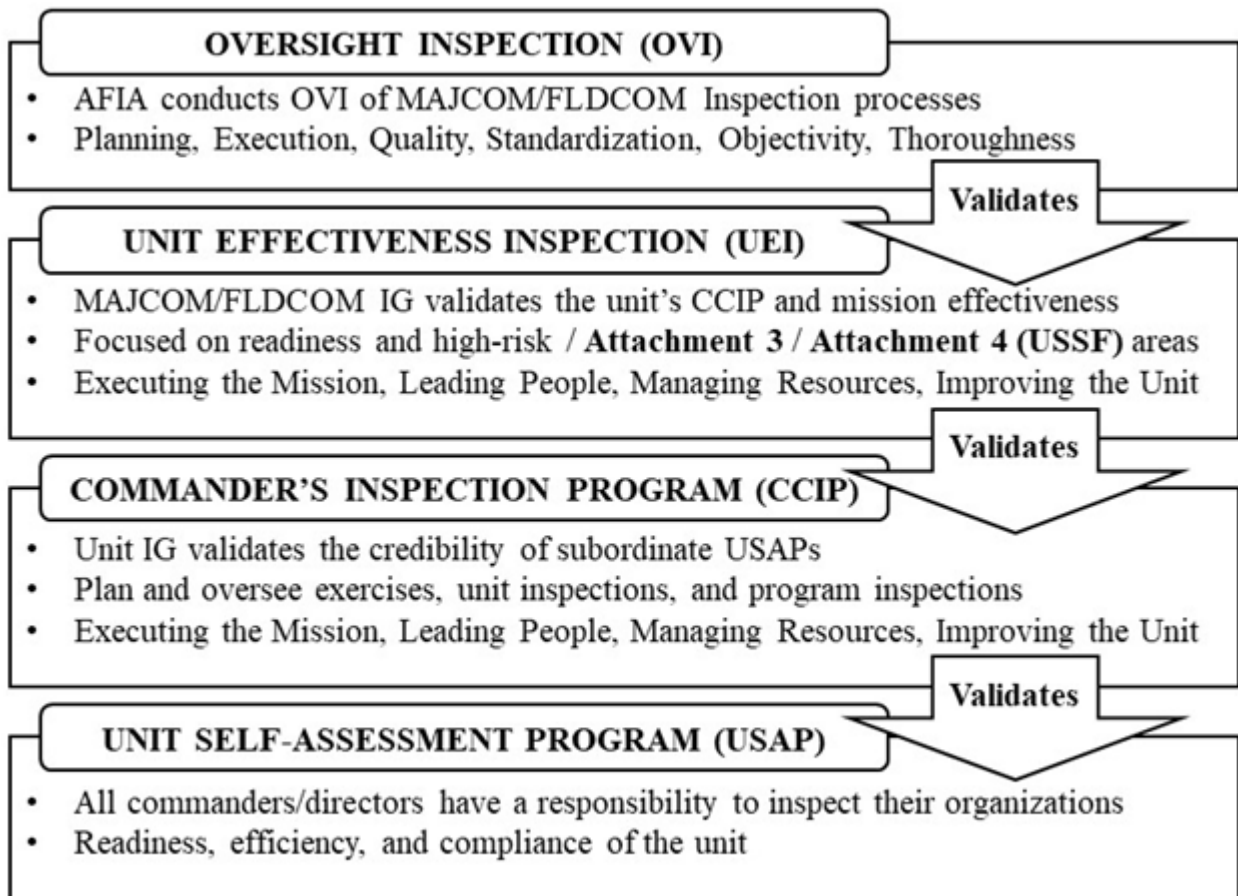 OVERSIGHT INSPECTION (OVI)
• AFIA conducts OVI of MAJCOM/FLDCOM Inspection processes
• Planning, Execution, Quality, Standardization, Objectivity, Thoroughness
Validates
UNIT EFFECTIVENESS INSPECTION (UEI)
• MAJCOM/FLDCOM IG validates the unit's CCIP and mission effectiveness
• Focused on readiness and high-risk / Attachment 3 / Attachment 4 (USSF) areas
• Executing the Mission, Leading People, Managing Resources, Improving the Unit
Validates
COMMANDER'S INSPECTION PROGRAM (CCIP)
• Unit IG validates the credibility of subordinate USAPs
• Plan and oversee exercises, unit inspections, and program inspections
• Executing the Mission, Leading People, Managing Resources, Improving the Unit
Validates
UNIT SELF-ASSESSMENT PROGRAM (USAP)
• All commanders/directors have a responsibility to inspect their organizations
• Readiness, efficiency, and compliance of the unit